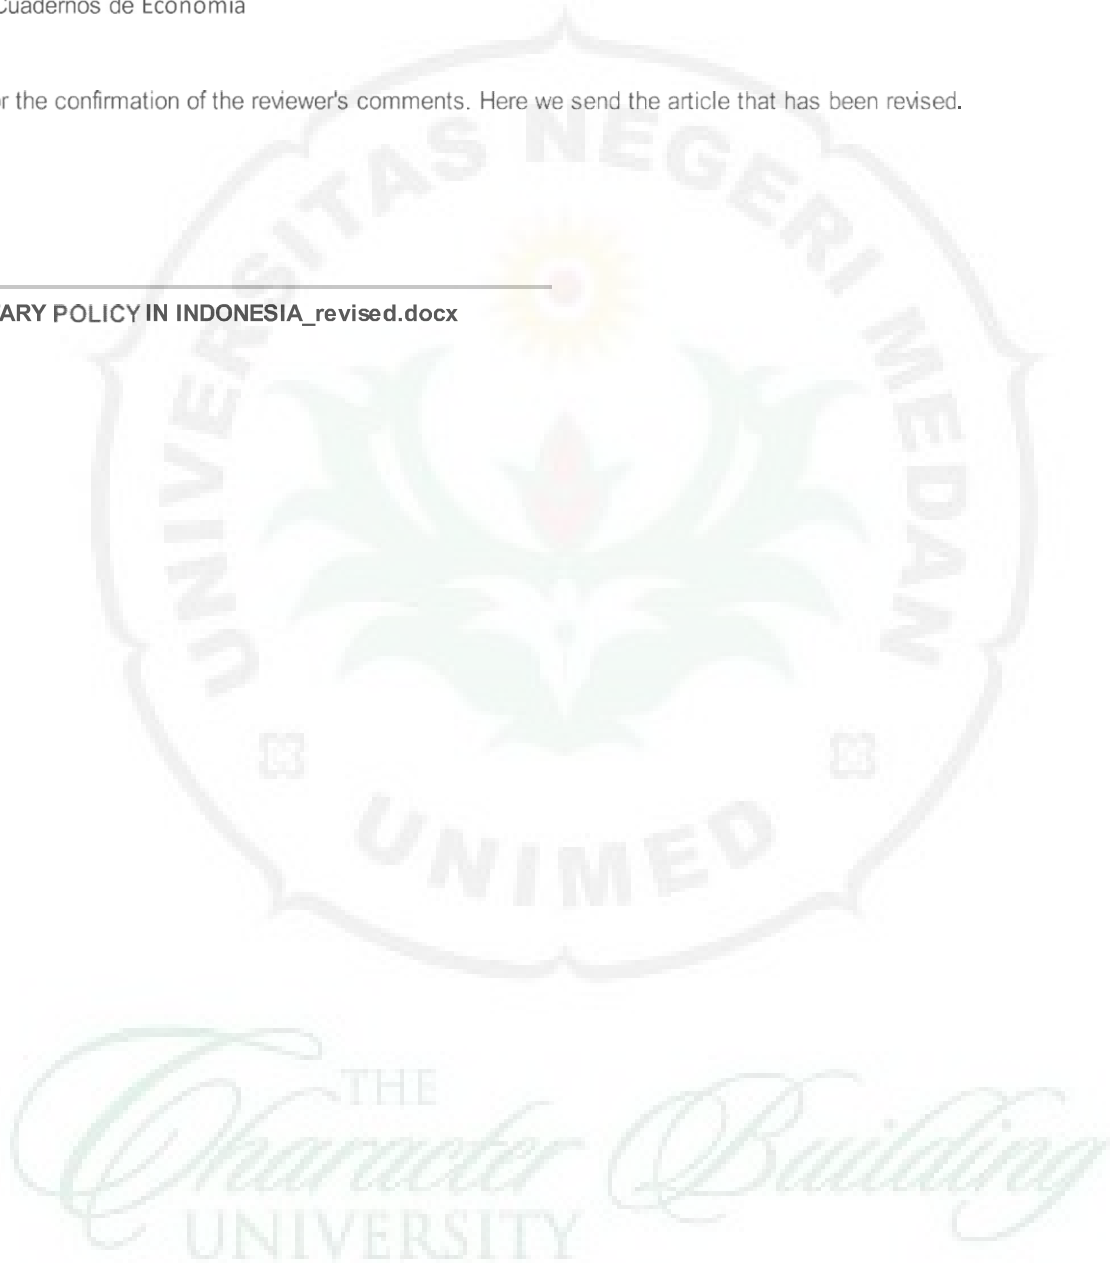 Cuadernos de Economía
r the confirmation of the reviewer's comments. Here we send the article that has been revised.
UNIVERSITAS NEGERI MEDAN
TARY POLICY IN INDONESIA_revised.docx
UNIMED
THE
Character Building
UNIVERSITY